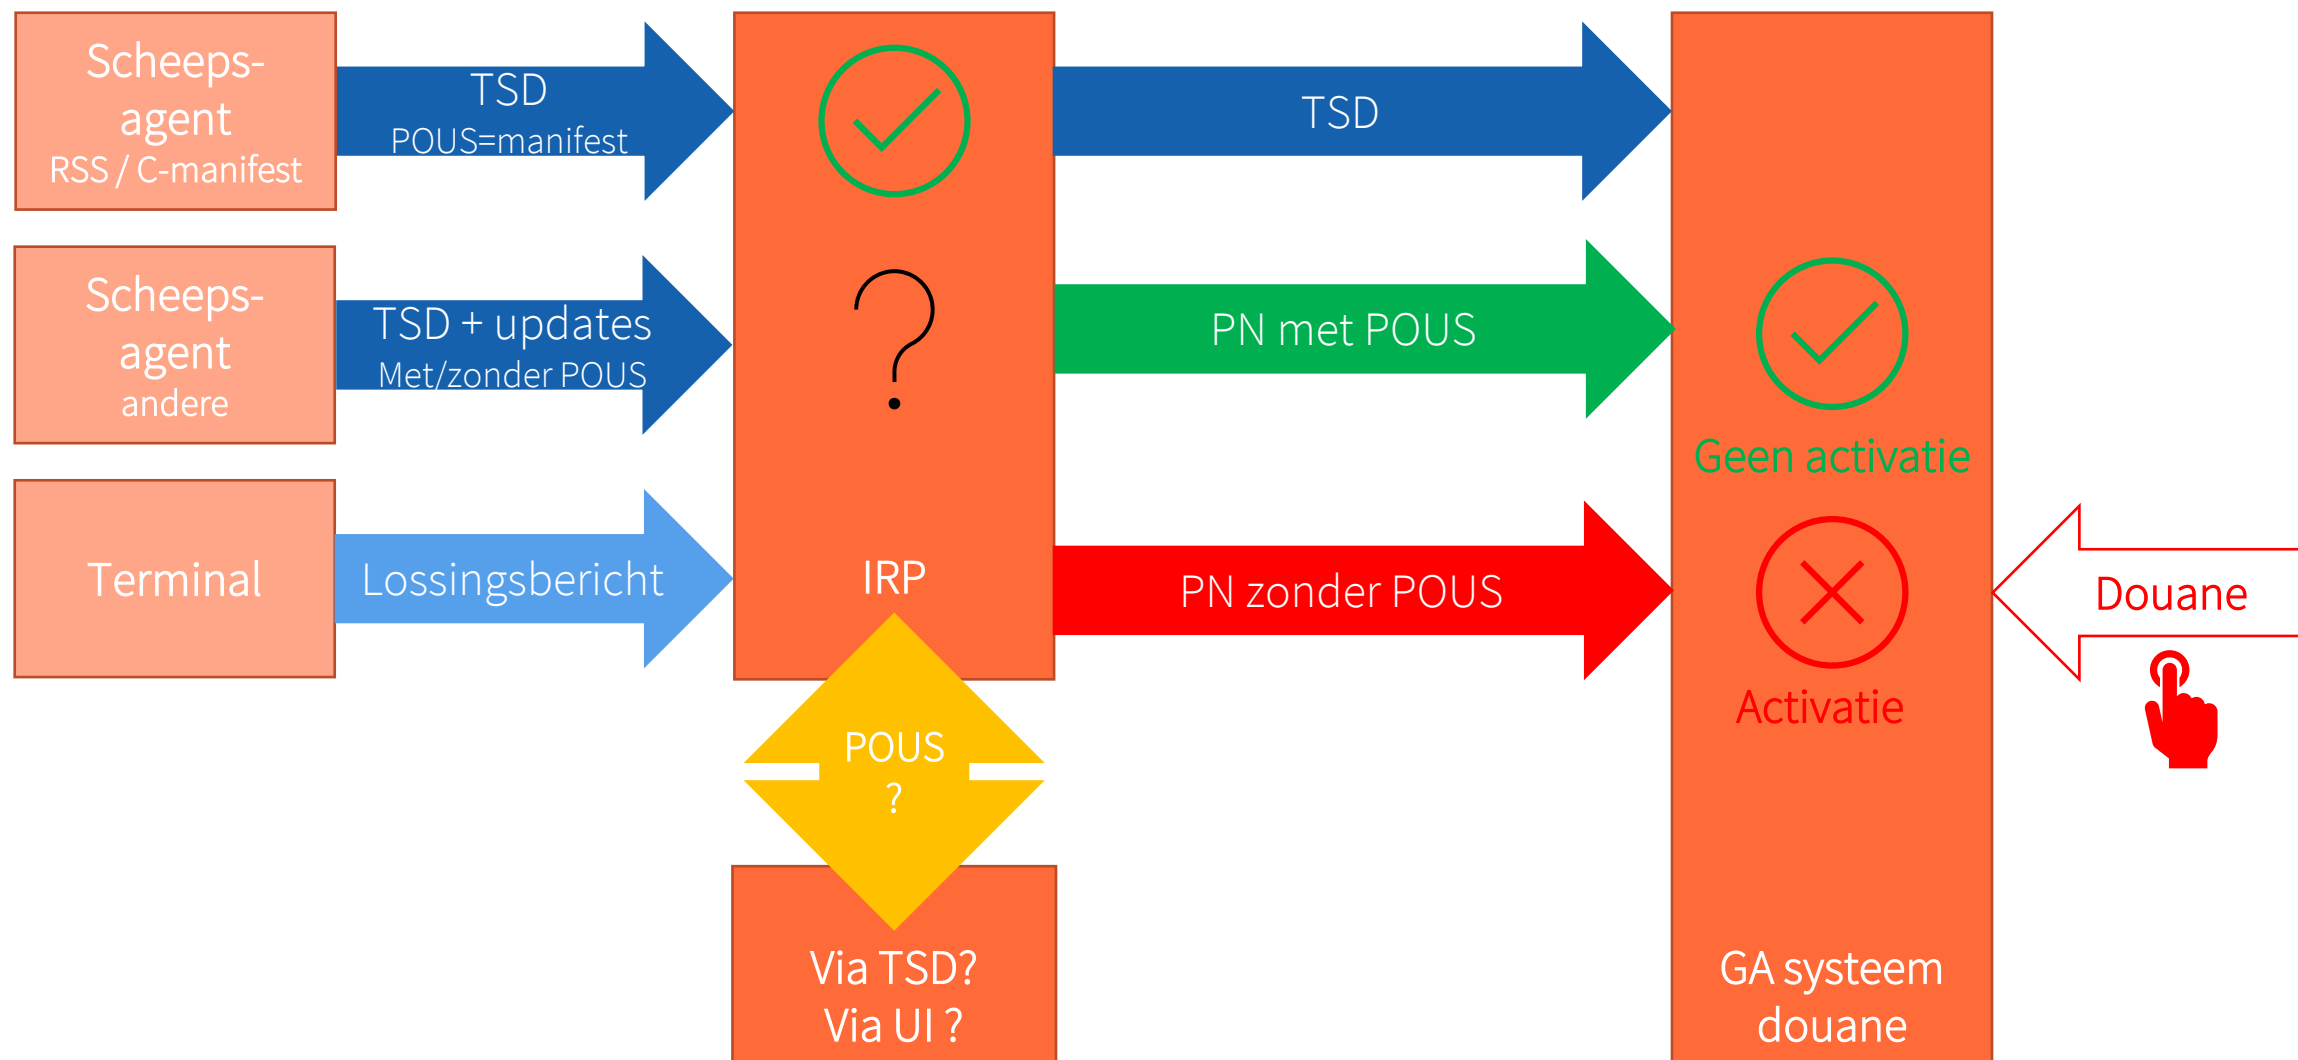 Scheeps-
agent
RSS / C-manifest
TSD
POUS=manifest
TSD
Scheeps-
agent
andere
TSD + updates
Met/zonder POUS
?
PN met POUS
Geen activatie
Terminal
Lossingsbericht
IRP
PN zonder POUS
Douane
Activatie
POUS
?
Via TSD?
Via UI ?
GA systeem
douane